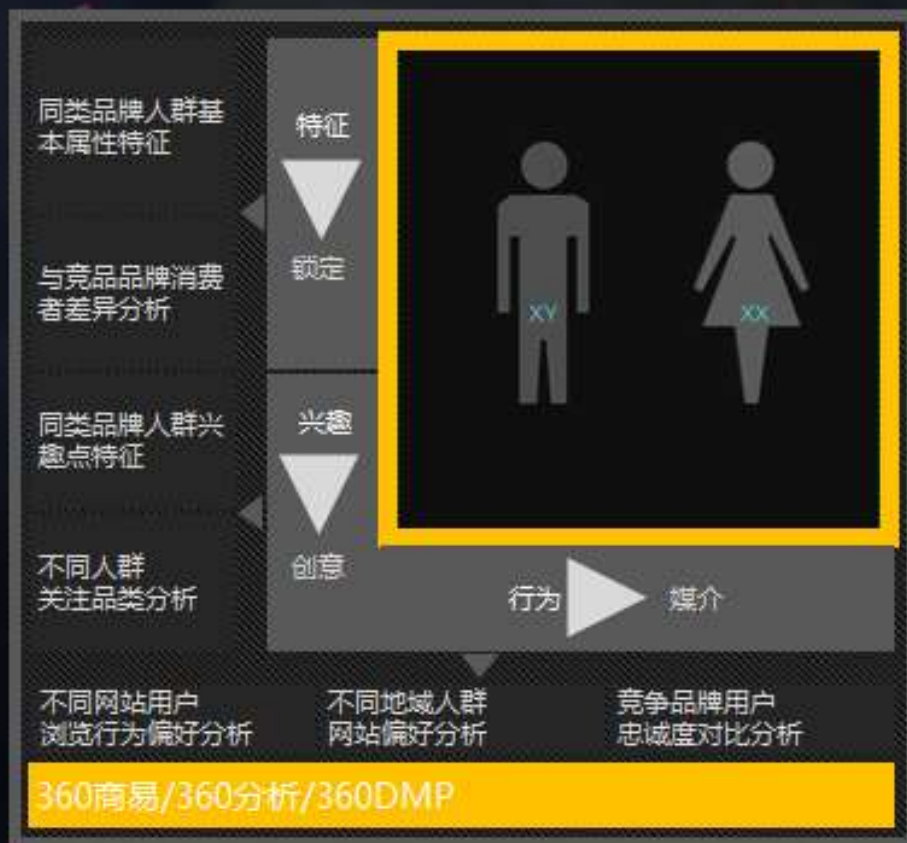 同类品牌人群基
本属性特征
与竞品品牌消费
者差异分析
同类品牌人群兴
趣点特征
不同人群
关注品类分析
特征
锁定
兴趣
创意
XY
XX
行为
媒介
不同网站用户
浏览行为偏好分析
不同地域人群
网站偏好分析
竞争品牌用户
忠诚度对比分析
360商易/360分析/360DMP